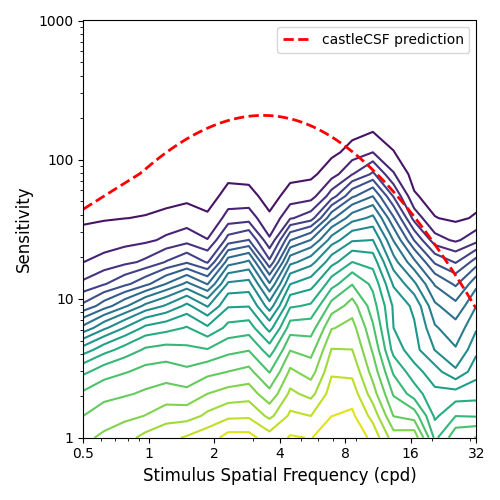 1000
castleCSF prediction
100
Sensitivity
10
1
0.5 1 2 4 8 16 32
Stimulus Spatial Frequency (cpd)